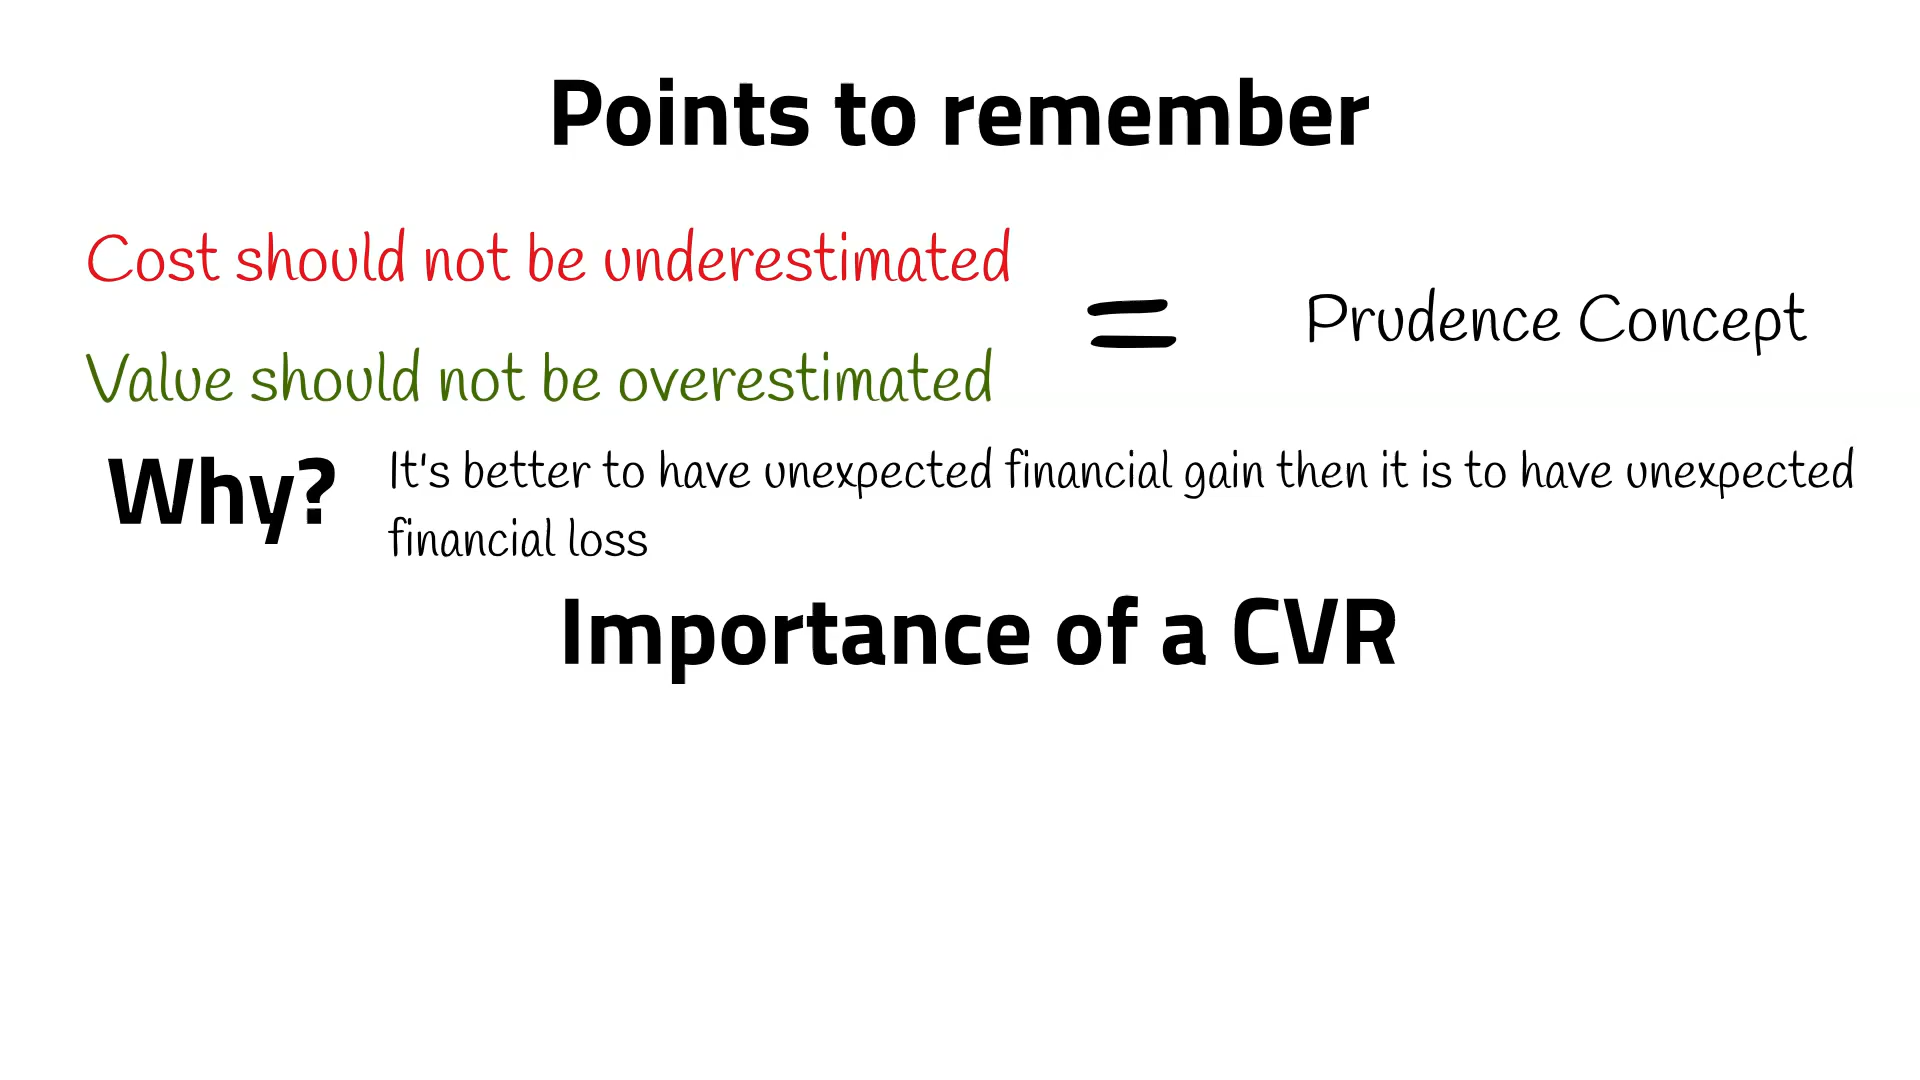 Points to remember
Cost should not be underestimated
=
Prudence Concept
Value should not be overestimated
Why?
It's better to have unexpected financial gain then it is to have unexpected
financial loss
Importance of a CVR